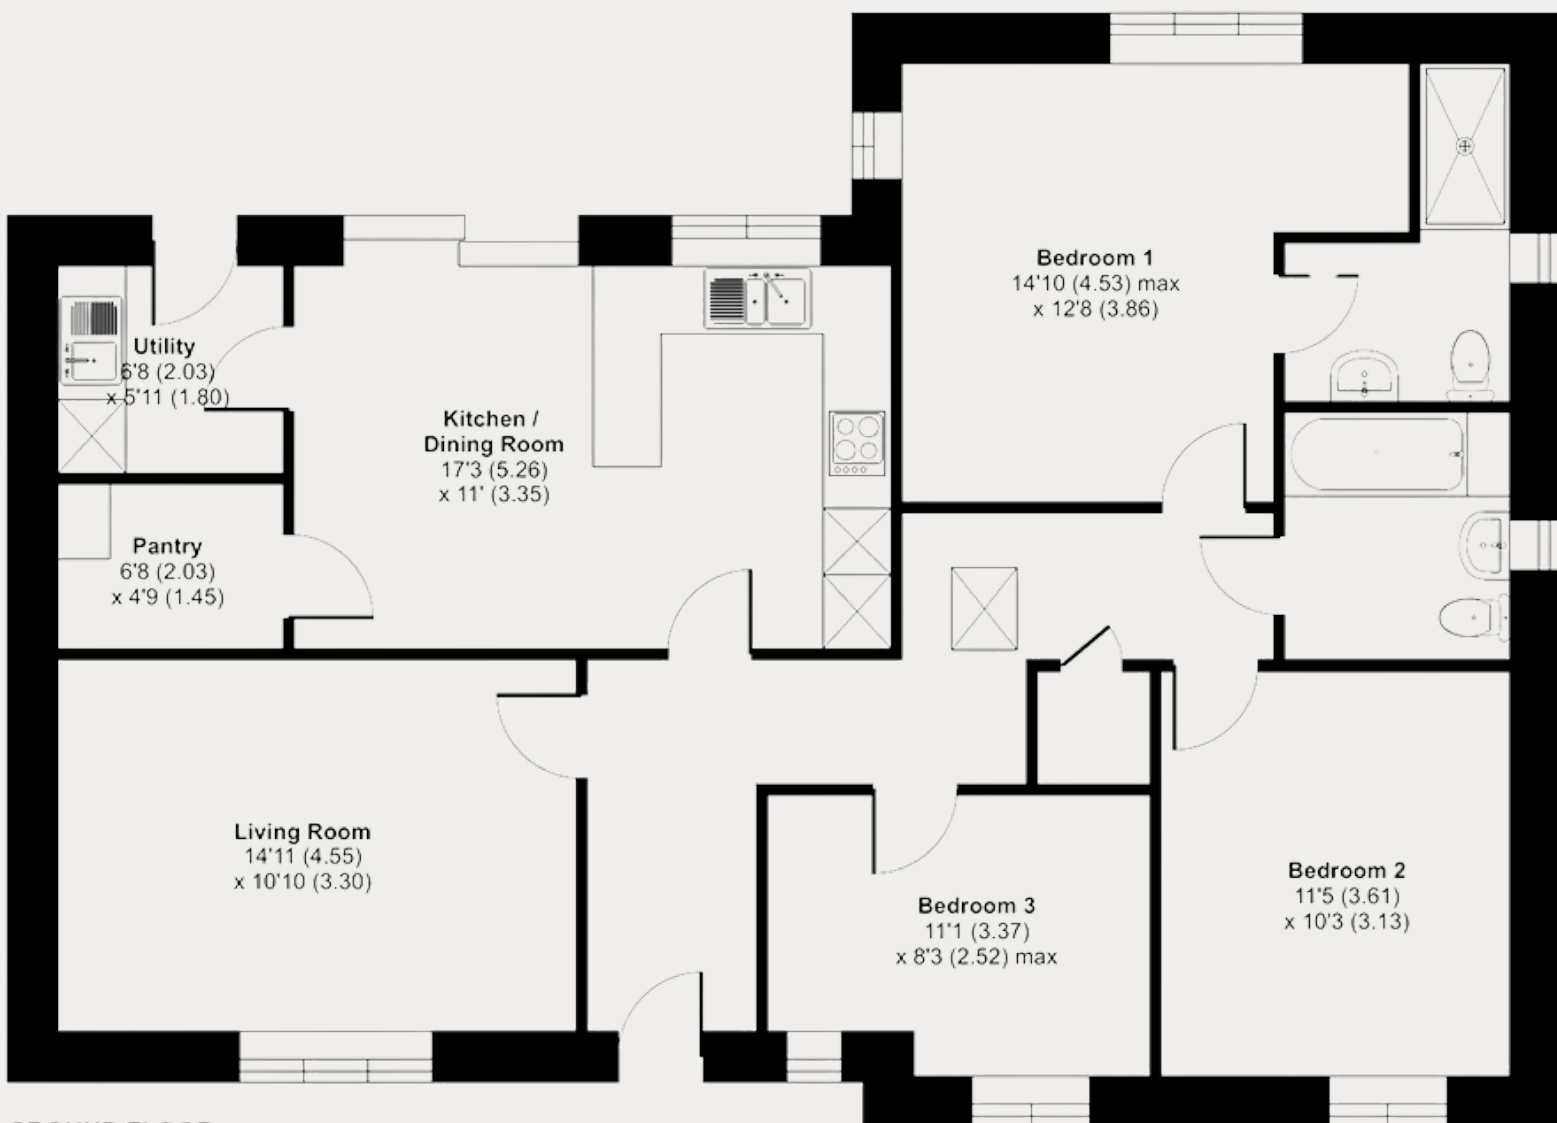 Bedroom 1
14'10 (4.53) max
x 12'8 (3.86)
Utility
6'8 (2.03)
x 5'11 (1.80)
Kitchen /
Dining Room
17'3 (5.26)
x 11' (3.35)
Pantry
6'8 (2.03)
x 4'9 (1.45)
Living Room
14'11 (4.55)
x 10'10 (3.30)
Bedroom 3
11'1 (3.37)
x 8'3 (2.52) max
Bedroom 2
11'5 (3.61)
x 10'3 (3.13)